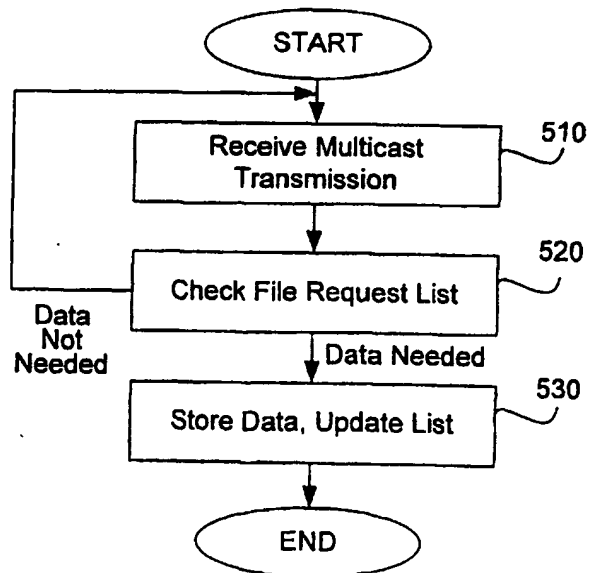 START
Receive Multicast
Transmission
510
Check File Request List
520
Data
Not
Needed
Data Needed
Store Data, Update List
530
END